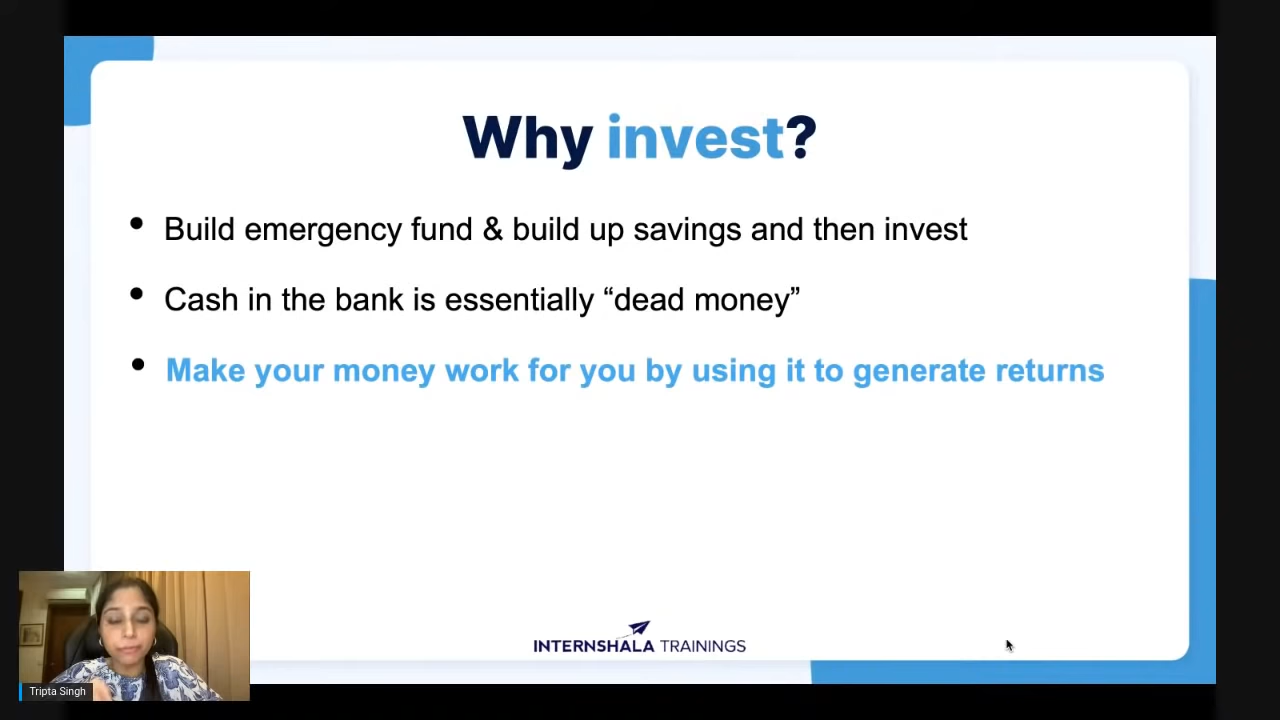 Why invest?
• Build emergency fund & build up savings and then invest
• Cash in the bank is essentially “dead money”
• Make your money work for you by using it to generate returns
INTERNSHALA TRAININGS
Tripta Singh